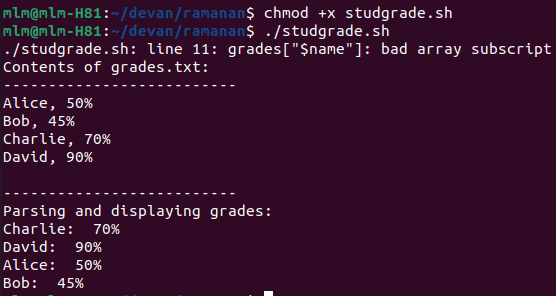 mlm@mlm-H81:~/devan/ramanan$ chmod +x studgrade.sh
mlm@mlm-H81:~/devan/ramanan$ ./studgrade.sh
./studgrade.sh: line 11: grades["$name"]: bad array subscript
Contents of grades.txt:
--------------------------
Alice, 50%
Bob, 45%
Charlie, 70%
David, 90%

--------------------------
Parsing and displaying grades:
Charlie:  70%
David:  90%
Alice:  50%
Bob:  45%